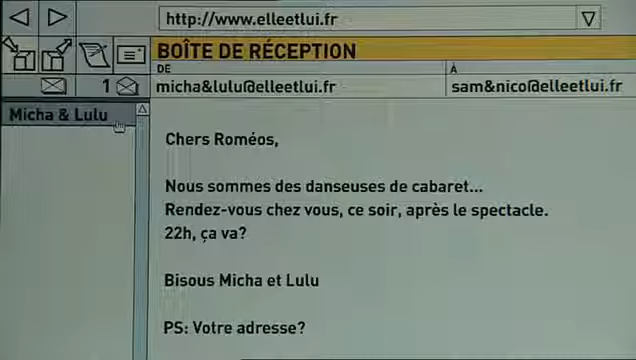 http://www.elleetlui.fr
BOÎTE DE RÉCEPTION
DE
À
1
micha&lulu@elleetlui.fr
sam&nico@elleetlui.fr
Micha & Lulu
Chers Roméos,
Nous sommes des danseuses de cabaret...
Rendez-vous chez vous, ce soir, après le spectacle.
22h, ça va?
Bisous Micha et Lulu
PS: Votre adresse?